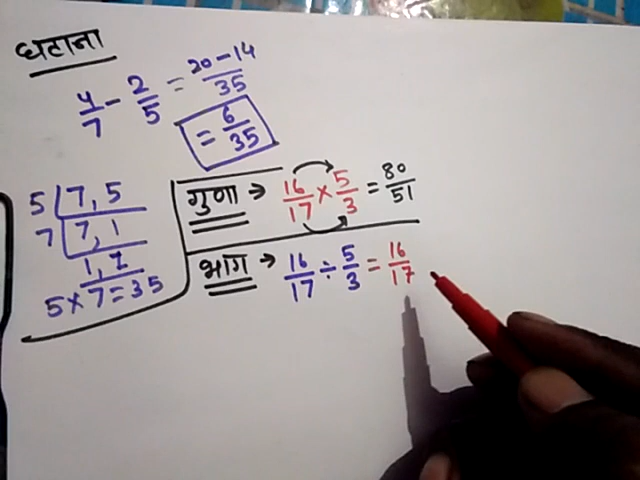 घटाना
4/7 - 2/5 = 20-14/35
= 6/35
5 | 7, 5
7 | 7, 1
1, 1
5 × 7 = 35
गुणा → 16/17 × 5/3 = 80/51
भाग → 16/17 ÷ 5/3 = 16/17